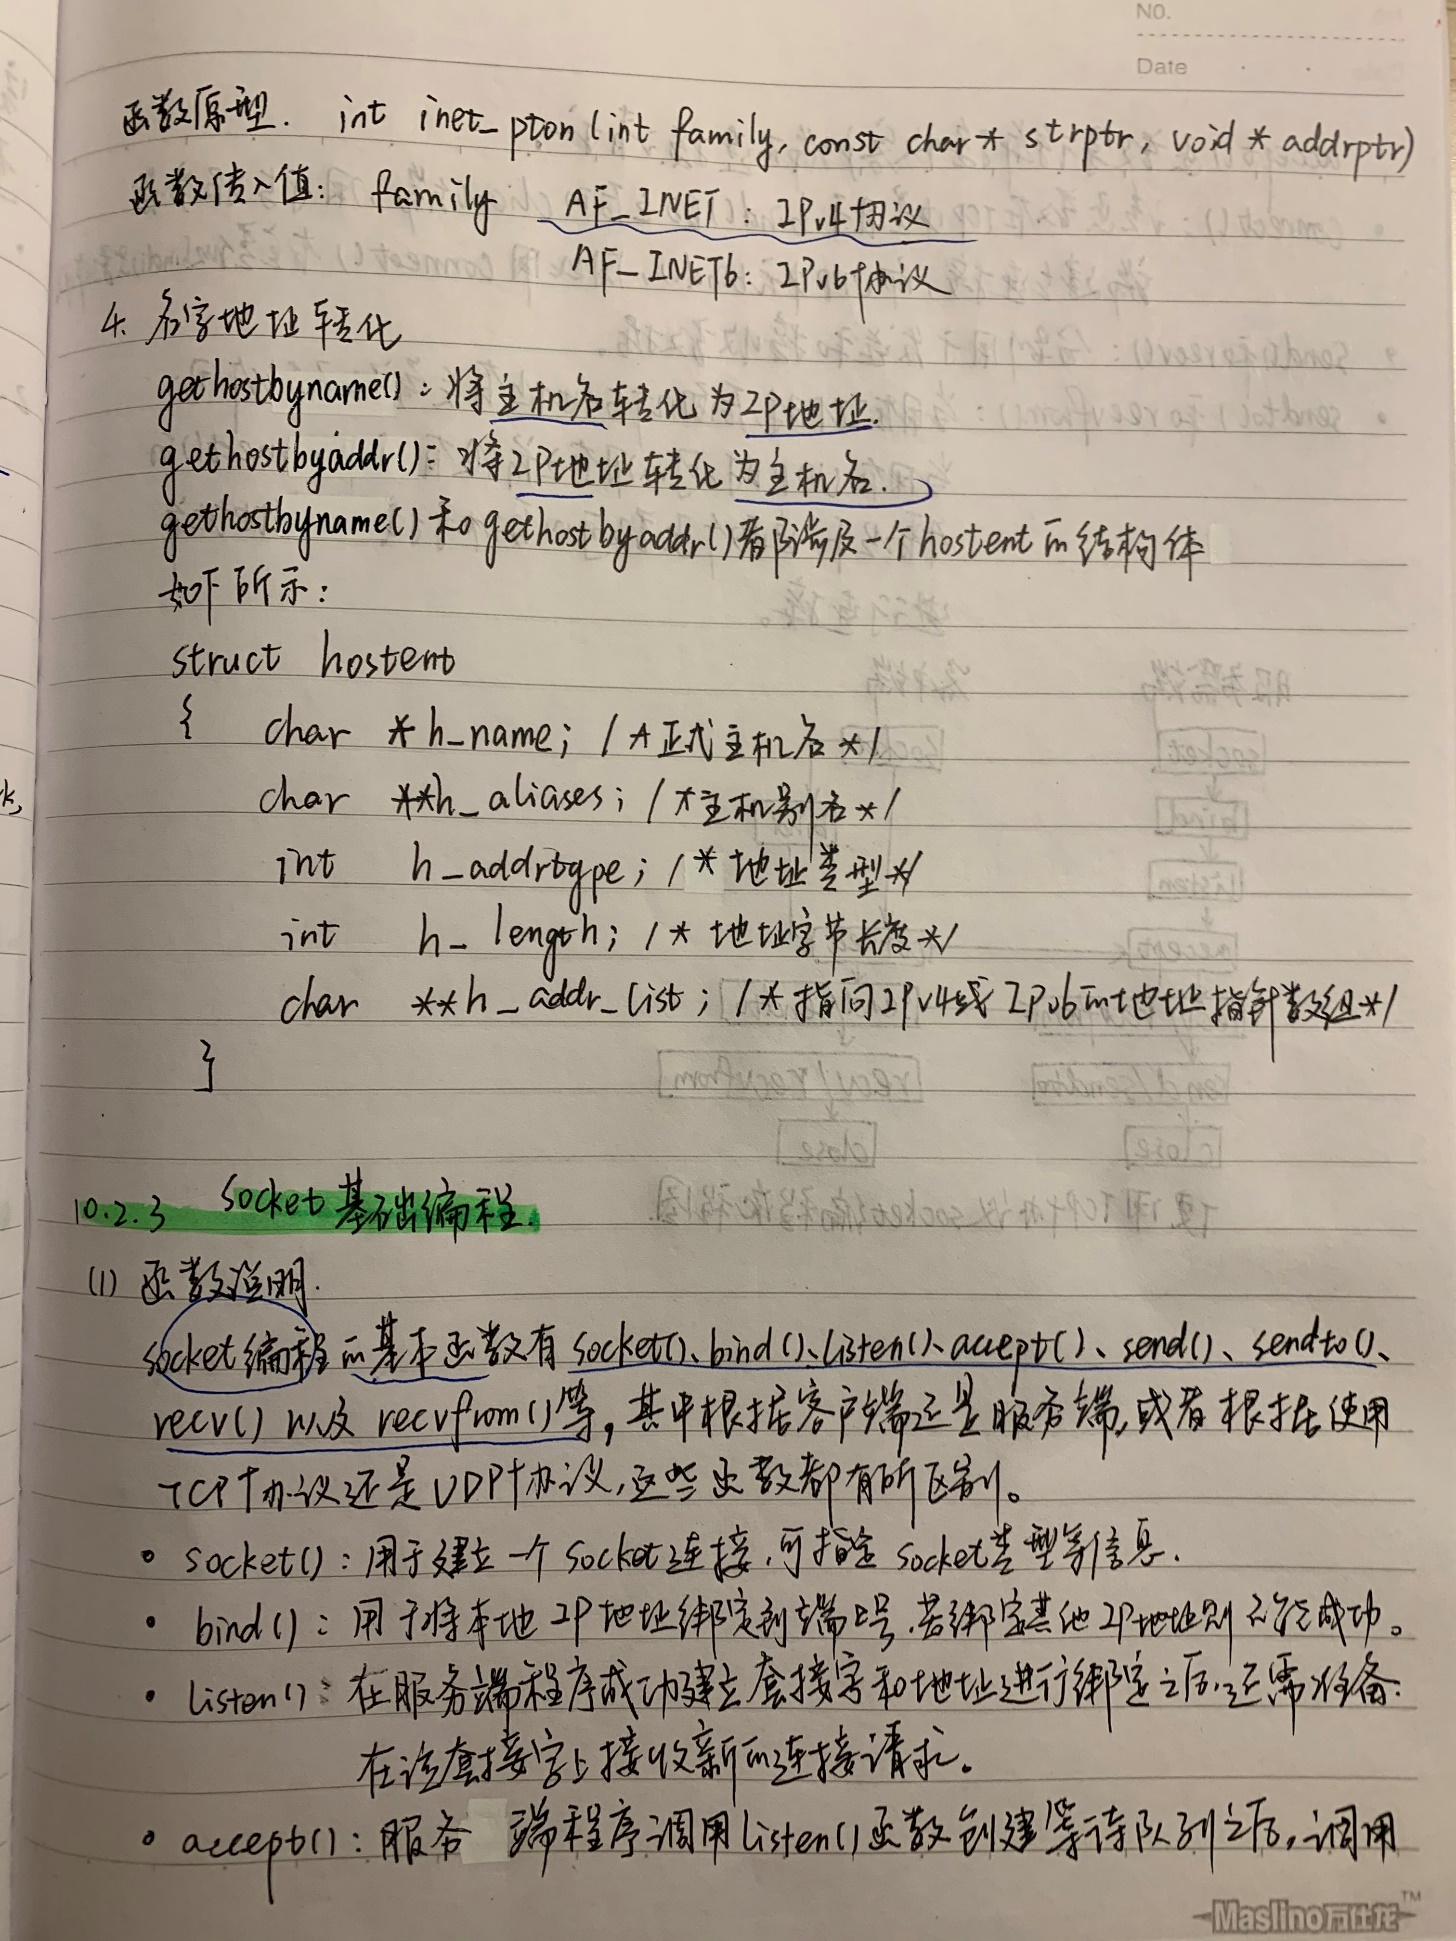 NO.
Date
函数原型. int inet_pton(int family, const char* strptr, void * addrptr)
函数传入值: family AF_INET: IPv4协议
AF_INET6: IPv6协议
4. 名字地址转化
gethostbyname(): 将主机名转化为IP地址.
gethostbyaddr(): 将IP地址转化为主机名.
gethostbyname() 和 gethostbyaddr()都涉及一个hostent的结构体
如下所示:
struct hostent
{ char *h_name; /*正式主机名*/
char **h_aliases; /*主机别名*/
int h_addrtype; /*地址类型*/
int h_length; /*地址字节长度*/
char **h_addr_list; /*指向IPv4或IPv6的地址指针数组*/
}
10.2.3 socket基础编程.
(1) 函数说明.
socket编程的基本函数有socket()、bind()、listen()、accept()、send()、sendto()、
recv()以及recvfrom()等,其中根据客户端还是服务端,或者根据使用
TCP协议还是UDP协议,这些函数都有所区别。
• socket(): 用于建立一个socket连接,可指定socket类型等信息.
• bind(): 用于将本地IP地址绑定到端口号.若绑定其他IP地址则不能成功。
• listen(): 在服务端程序成功建立套接字和地址进行绑定之后,还需准备
在该套接字上接收新的连接请求。
• accept(): 服务端程序调用listen()函数创建等待队列之后,调用
Maslino万仕龙™